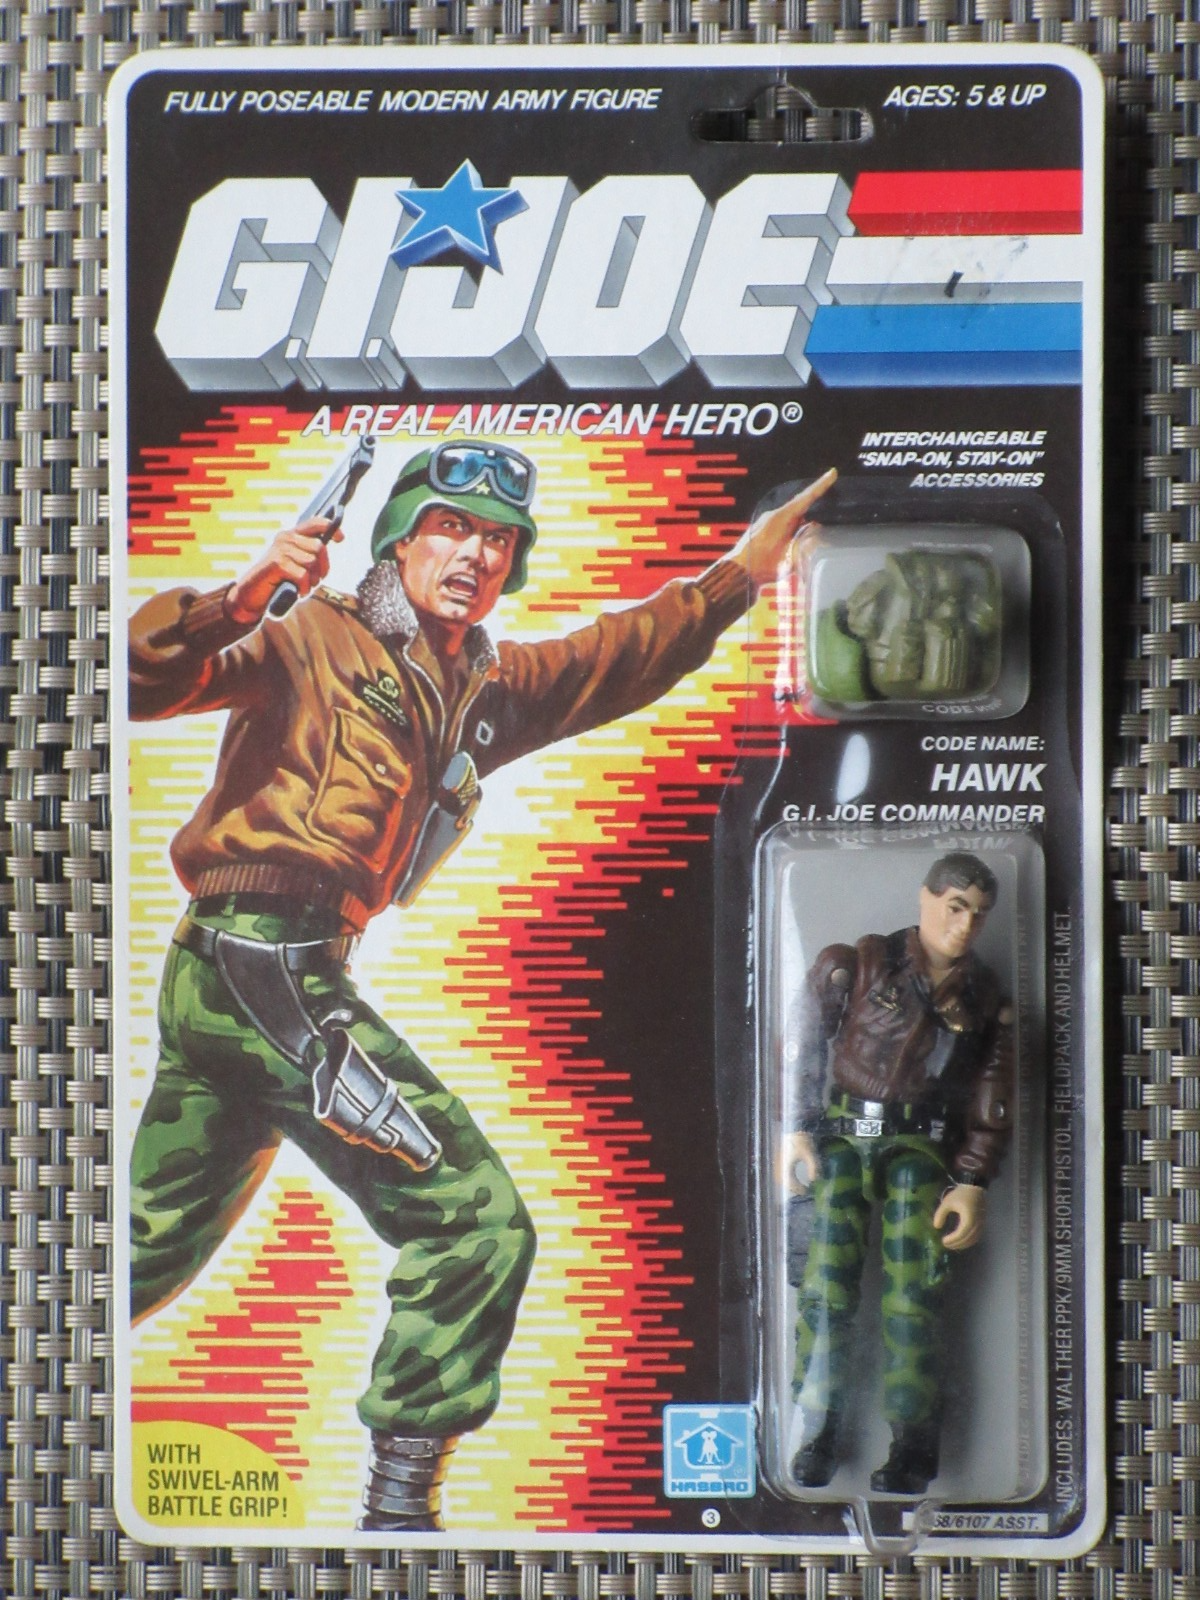 FULLY POSEABLE MODERN ARMY FIGURE
AGES: 5 & UP
G.I. JOE
A REAL AMERICAN HERO®
INTERCHANGEABLE
"SNAP-ON, STAY-ON"
ACCESSORIES
CODE NAME:
HAWK
G.I. JOE COMMANDER
INCLUDES: WALTHER PPK/9MM SHORT PISTOL, FIELDPACK AND HELMET.
WITH
SWIVEL-ARM
BATTLE GRIP!
HASBRO
®
3
/6107 ASST.